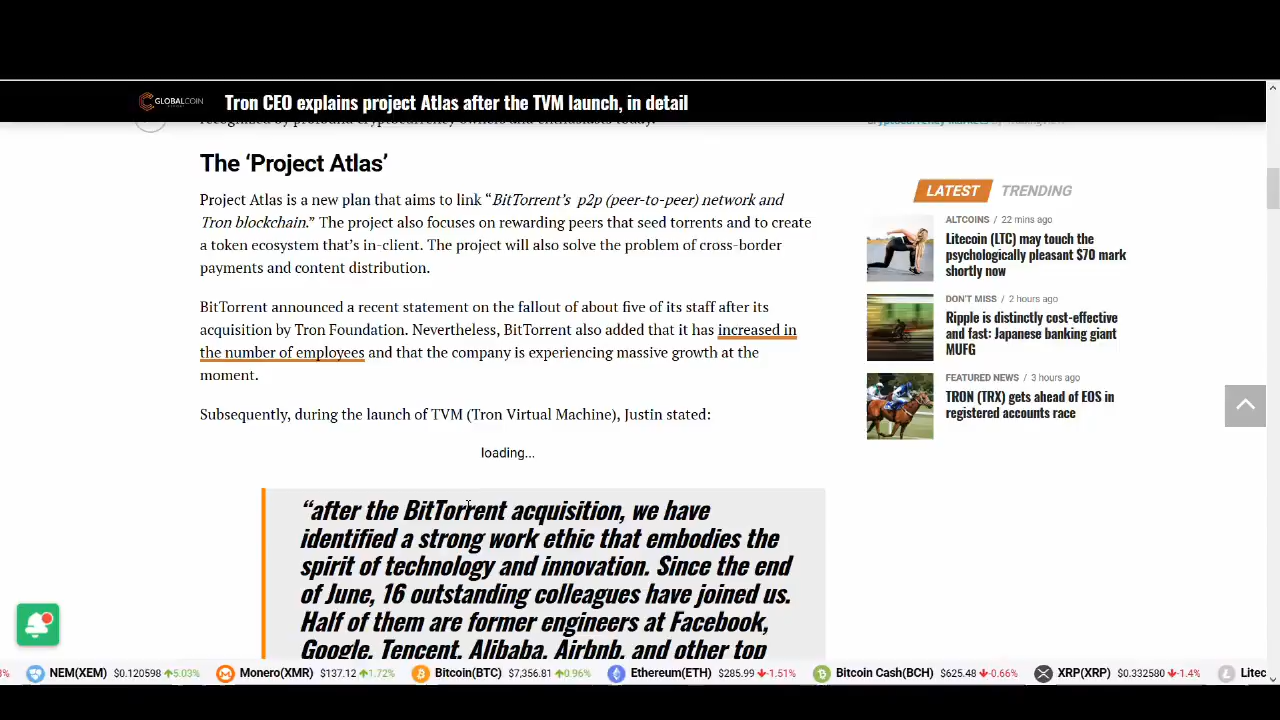 GLOBALCOIN
Tron CEO explains project Atlas after the TVM launch, in detail
The ‘Project Atlas’
Project Atlas is a new plan that aims to link “BitTorrent’s p2p (peer-to-peer) network and
Tron blockchain.” The project also focuses on rewarding peers that seed torrents and to create
a token ecosystem that’s in-client. The project will also solve the problem of cross-border
payments and content distribution.
BitTorrent announced a recent statement on the fallout of about five of its staff after its
acquisition by Tron Foundation. Nevertheless, BitTorrent also added that it has increased in
the number of employees and that the company is experiencing massive growth at the
moment.
Subsequently, during the launch of TVM (Tron Virtual Machine), Justin stated:
loading...
“after the BitTorrent acquisition, we have
identified a strong work ethic that embodies the
spirit of technology and innovation. Since the end
of June, 16 outstanding colleagues have joined us.
Half of them are former engineers at Facebook,
Google, Tencent, Alibaba, Airbnb, and other top
LATEST TRENDING
ALTCOINS / 22 mins ago
Litecoin (LTC) may touch the
psychologically pleasant $70 mark
shortly now
DON'T MISS / 2 hours ago
Ripple is distinctly cost-effective
and fast: Japanese banking giant
MUFG
FEATURED NEWS / 3 hours ago
TRON (TRX) gets ahead of EOS in
registered accounts race
3% NEM(XEM) $0.120598 5.03% Monero(XMR) $137.12 1.72% Bitcoin(BTC) $7,356.81 0.96% Ethereum(ETH) $285.99 -1.51% Bitcoin Cash(BCH) $625.48 -0.66% XRP(XRP) $0.332580 -1.4% Litec